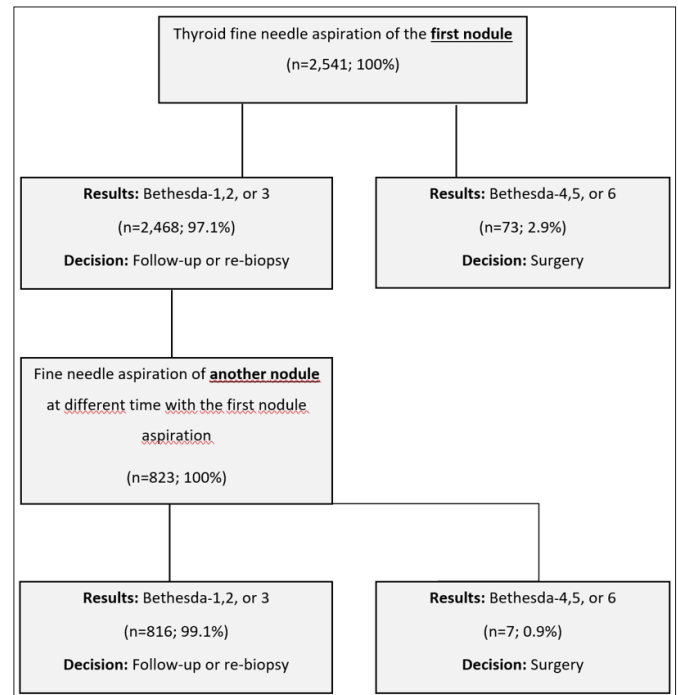 Thyroid fine needle aspiration of the first nodule
(n=2,541; 100%)
Results: Bethesda-1,2, or 3
(n=2,468; 97.1%)
Decision: Follow-up or re-biopsy
Results: Bethesda-4,5, or 6
(n=73; 2.9%)
Decision: Surgery
Fine needle aspiration of another nodule
at different time with the first nodule
aspiration
(n=823; 100%)
Results: Bethesda-1,2, or 3
(n=816; 99.1%)
Decision: Follow-up or re-biopsy
Results: Bethesda-4,5, or 6
(n=7; 0.9%)
Decision: Surgery